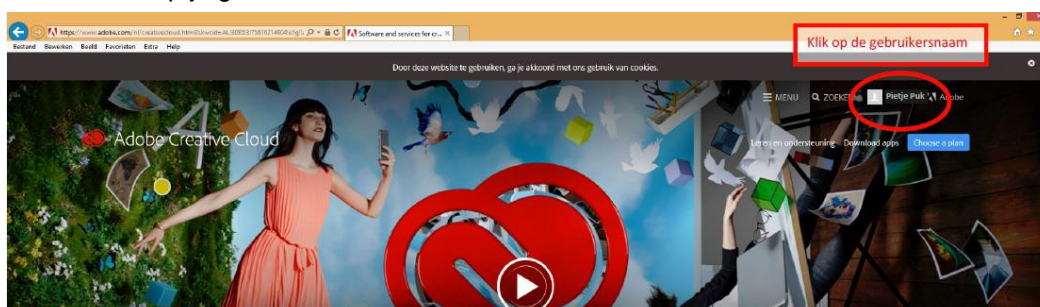 https://www.adobe.com/nl/creativecloud.html
Software and services for cr...
Bestand Bewerken Beeld Favorieten Extra Help
Klik op de gebruikersnaam
Door deze website te gebruiken, ga je akkoord met ons gebruik van cookies.
MENU ZOEKEN Pietje Puk Adobe
Adobe Creative Cloud
Leren en ondersteuning Download apps Choose a plan